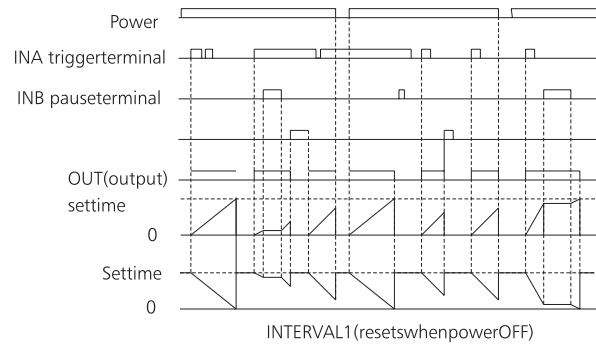 Power
INA triggerterminal
INB pauseterminal
OUT(output)
settime
0
Settime
0
INTERVAL1(resetswhenpowerOFF)